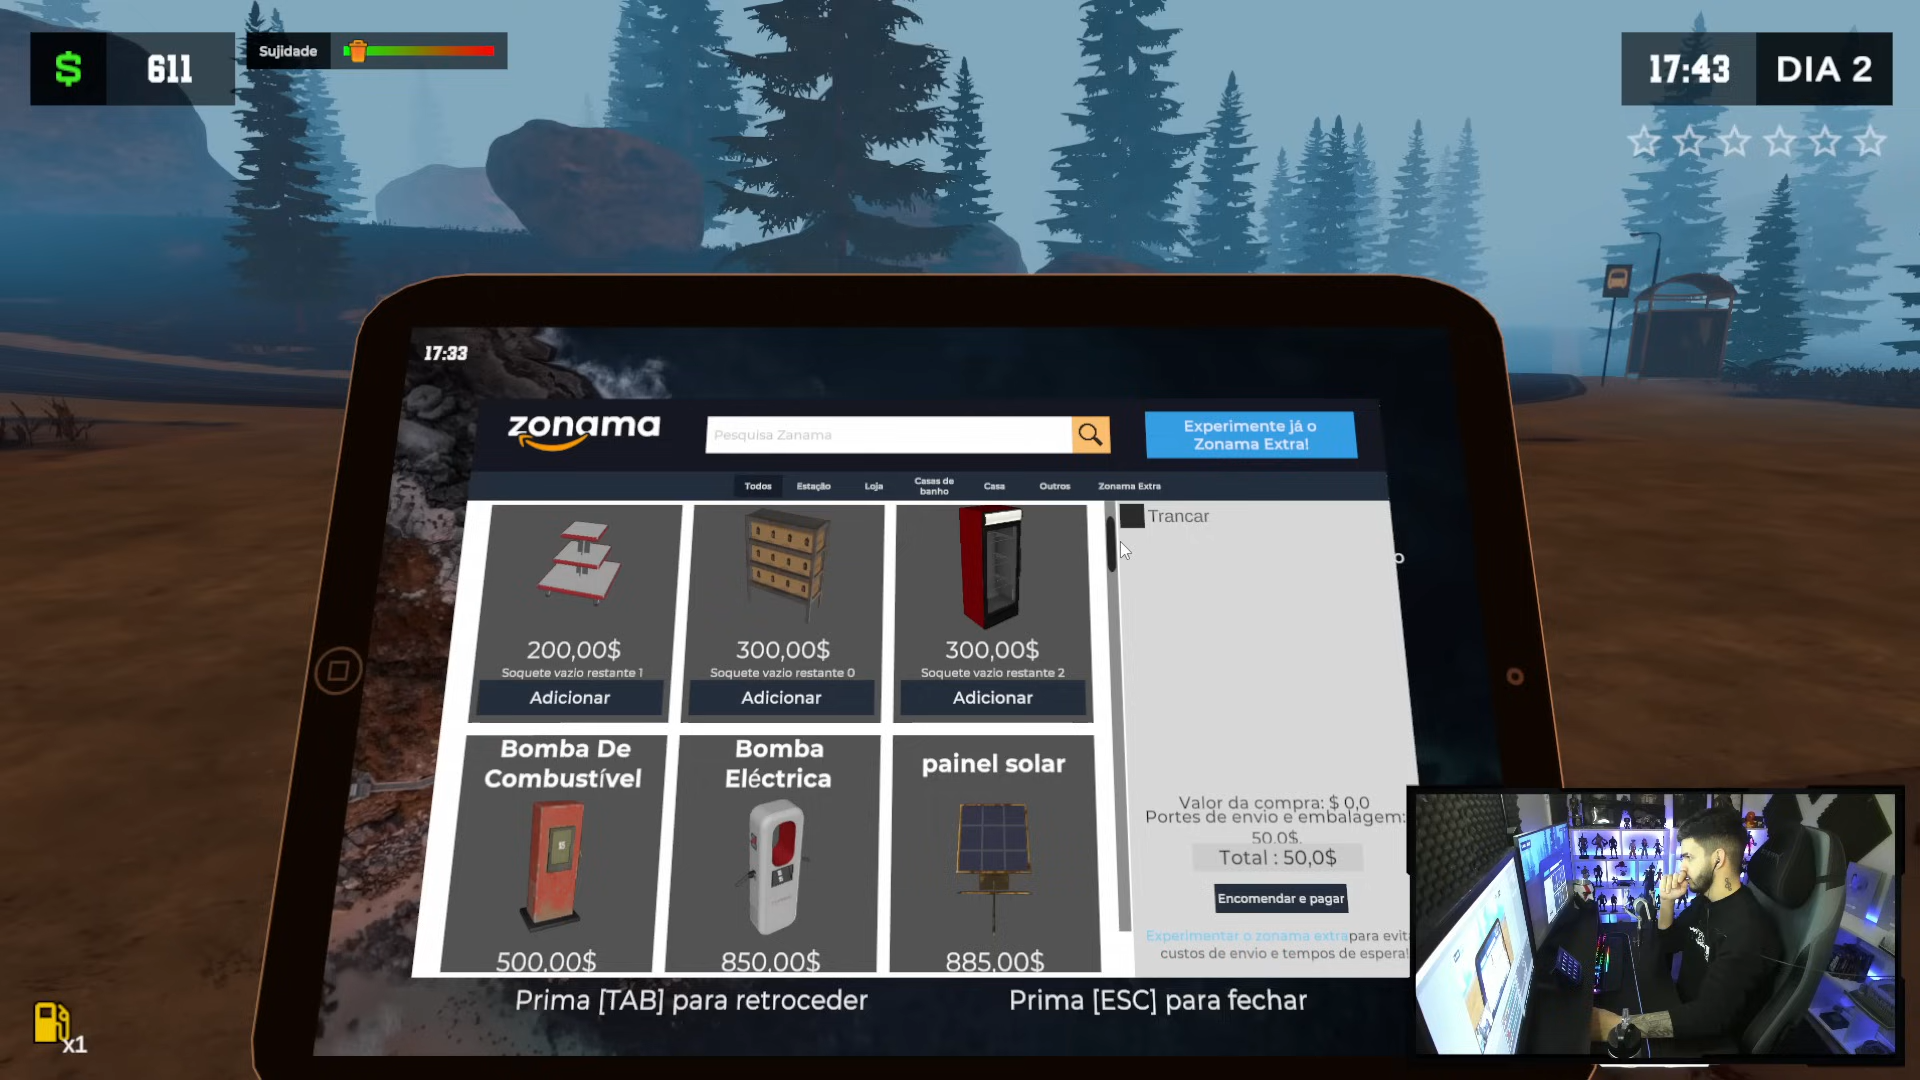 $ 611
Sujidade
17:43 DIA 2
17:33
zonama
Pesquisa Zanama
Experimente já o
Zonama Extra!
Todos Estação Loja Casas de banho Casa Outros Zonama Extra
Trancar
200,00$ 300,00$ 300,00$
Soquete vazio restante 1 Soquete vazio restante 0 Soquete vazio restante 2
Adicionar Adicionar Adicionar
Bomba De
Combustível
Bomba
Eléctrica
painel solar
500,00$ 850,00$ 885,00$
Valor da compra: $ 0,0
Portes de envio e embalagem:
50.0$.
Total : 50,0$
Encomendar e pagar
Experimentar o zonama extra para evita
custos de envio e tempos de espera!
Prima [TAB] para retroceder Prima [ESC] para fechar
x1